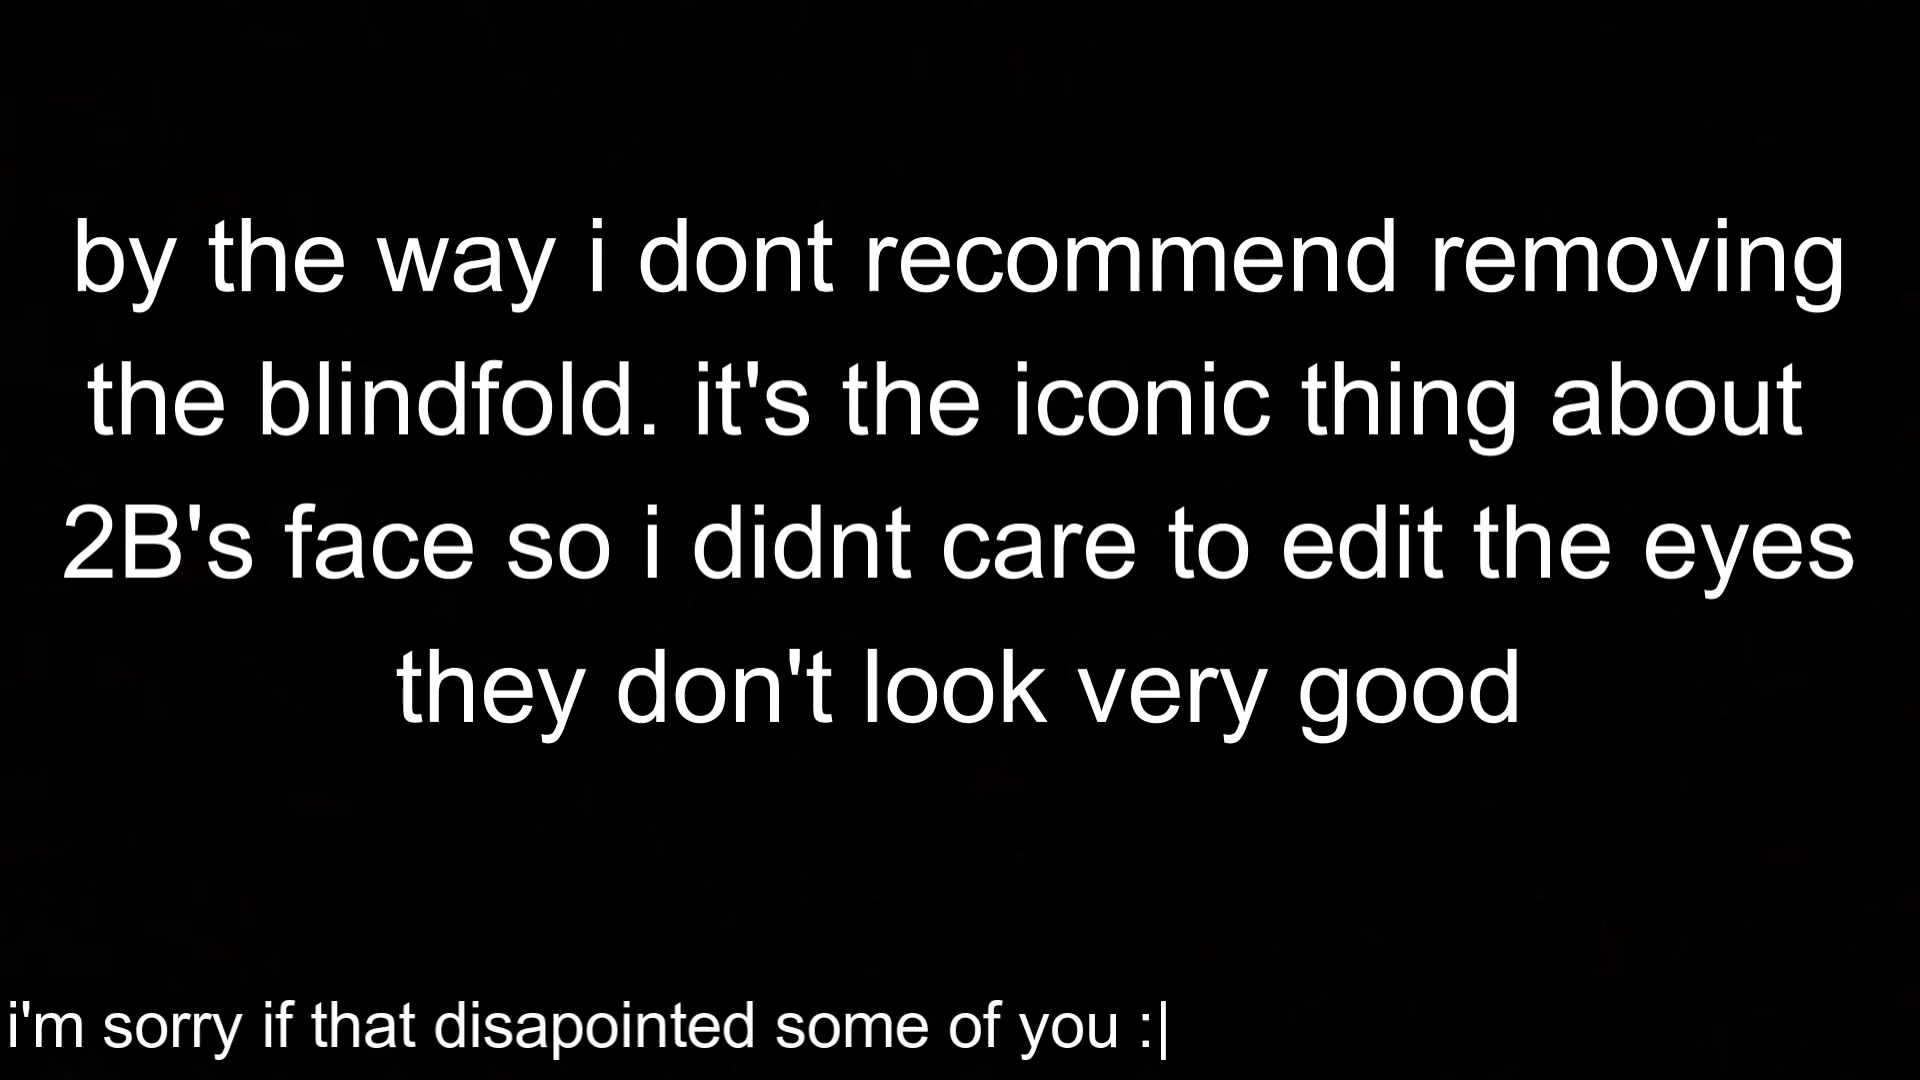 by the way i dont recommend removing
the blindfold. it's the iconic thing about
2B's face so i didnt care to edit the eyes
they don't look very good
i'm sorry if that disapointed some of you :|